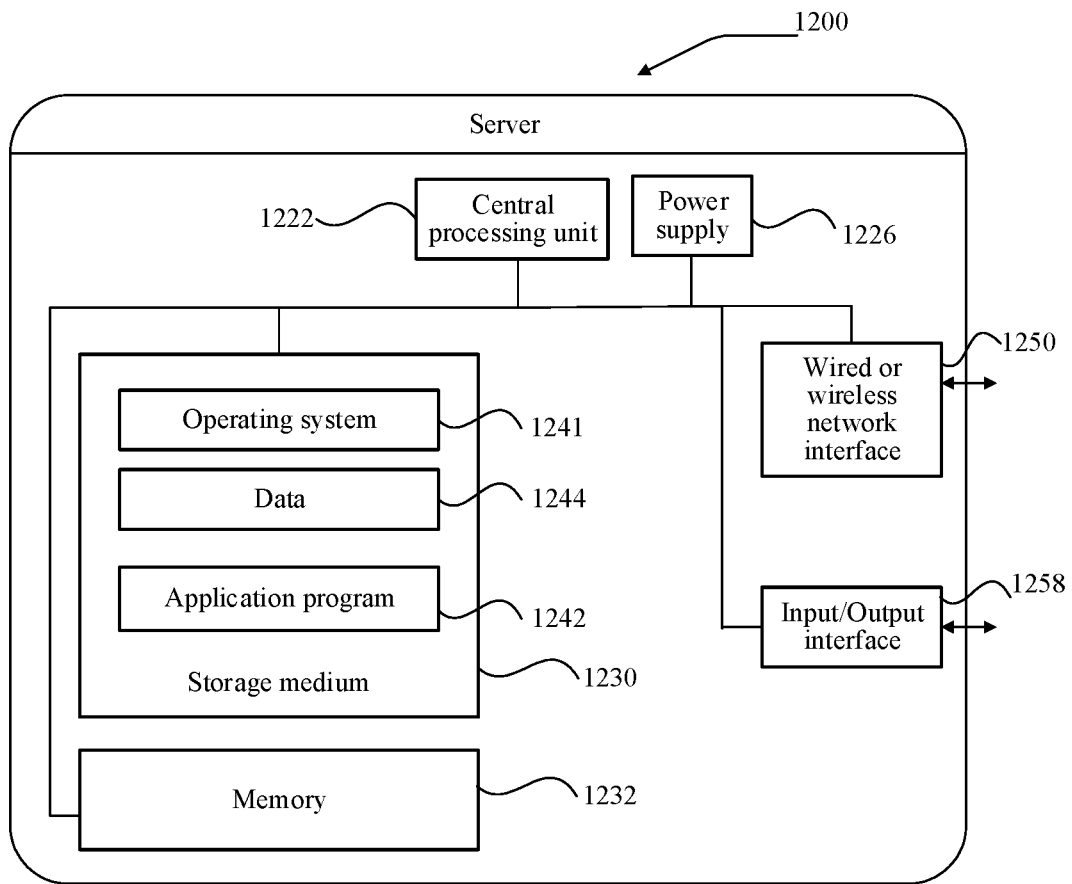 1200
Server
1222
Central
processing unit
Power
supply
1226
1250
Wired or
wireless
network
interface
Operating system
1241
Data
1244
Application program
1242
1258
Input/Output
interface
Storage medium
1230
Memory
1232